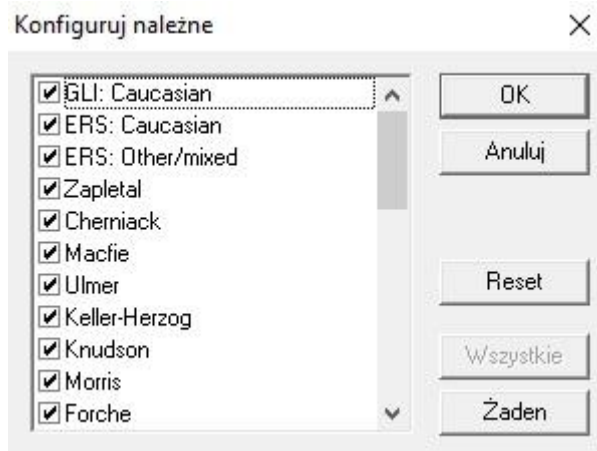 Konfiguruj należne
GLI: Caucasian
ERS: Caucasian
ERS: Other/mixed
Zapletal
Cherniack
Macfie
Ulmer
Keller-Herzog
Knudson
Morris
Forche
OK
Anuluj
Reset
Wszystkie
Żaden